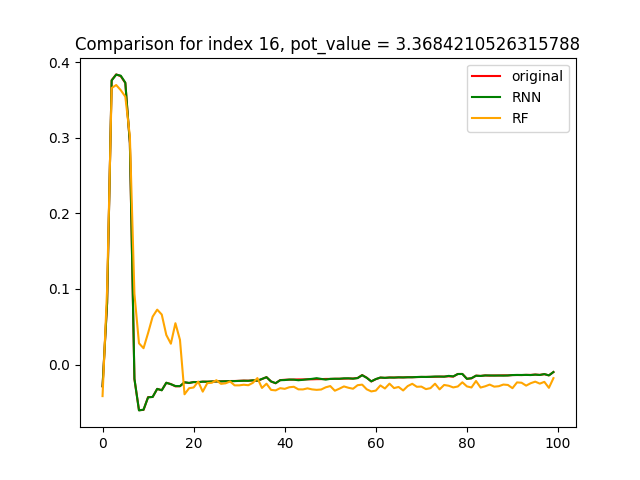 Comparison for index 16, pot_value = 3.3684210526315788
original
RNN
RF
0.4
0.3
0.2
0.1
0.0
0 20 40 60 80 100